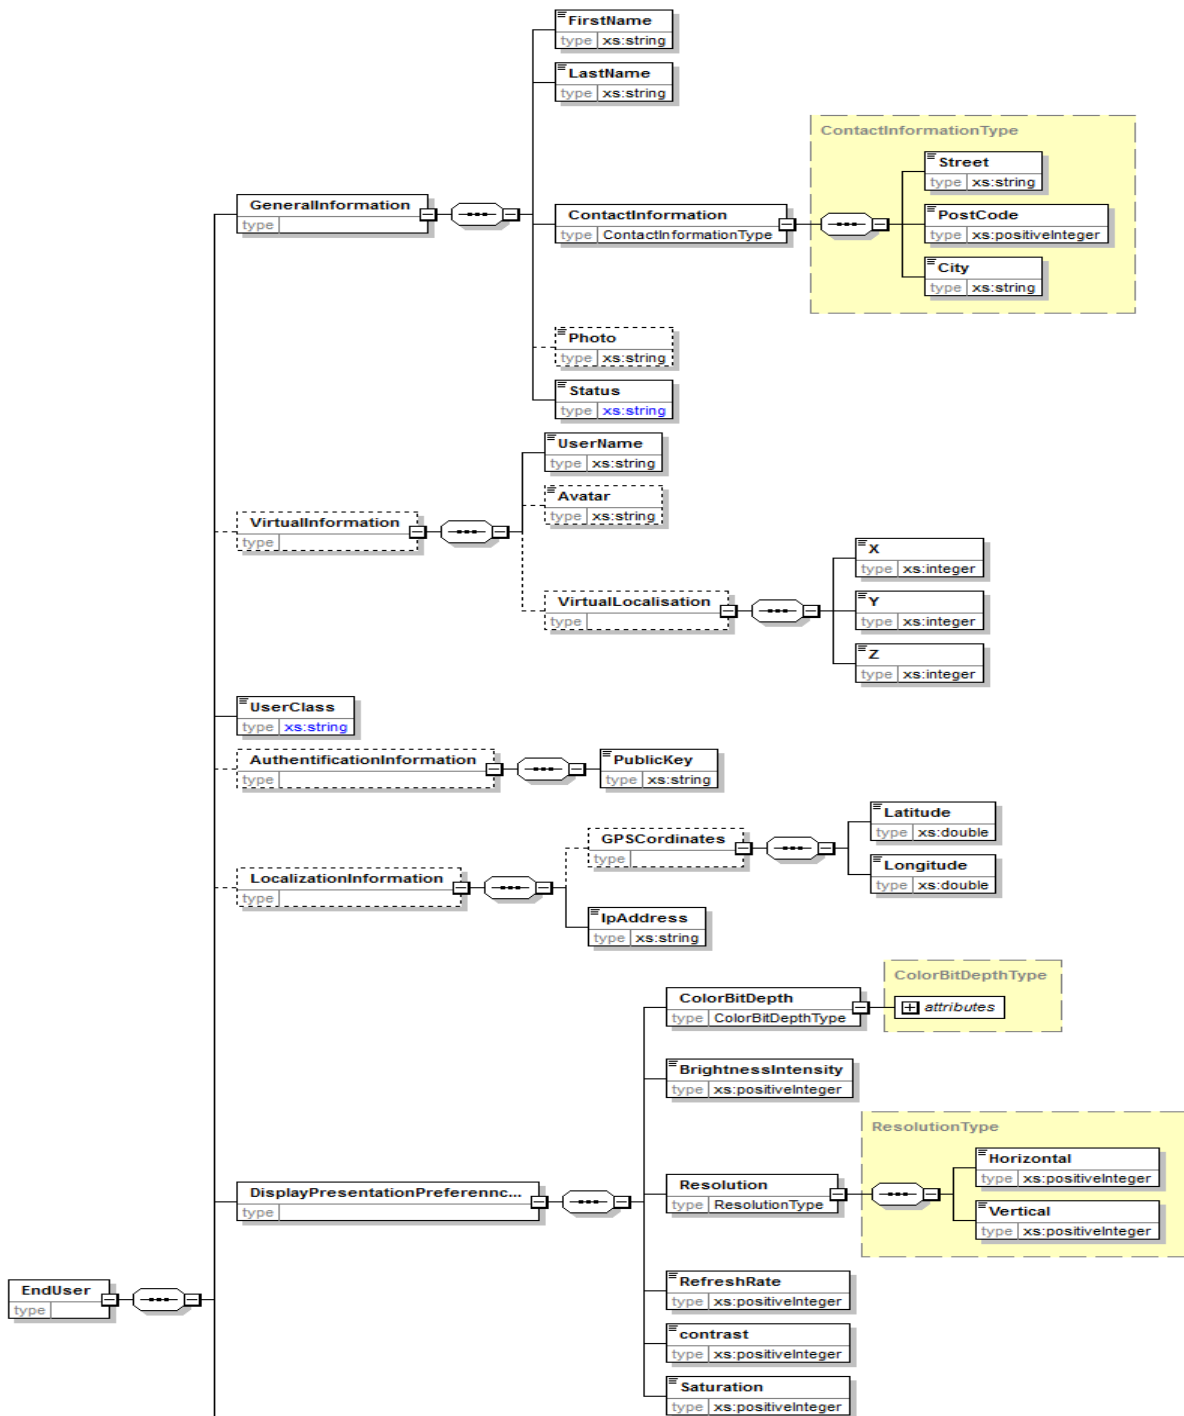 FirstName
type xs:string
LastName
type xs:string
ContactInformationType
Street
type xs:string
GeneralInformation
type
ContactInformation
type ContactInformationType
PostCode
type xs:positiveInteger
City
type xs:string
Photo
type xs:string
Status
type xs:string
UserName
type xs:string
VirtualInformation
type
Avatar
type xs:string
X
type xs:integer
VirtualLocalisation
type
Y
type xs:integer
Z
type xs:integer
UserClass
type xs:string
AuthentificationInformation
type
PublicKey
type xs:string
GPSCordinates
type
Latitude
type xs:double
Longitude
type xs:double
LocalizationInformation
type
IpAddress
type xs:string
ColorBitDepthType
ColorBitDepth
type ColorBitDepthType
attributes
BrightnessIntensity
type xs:positiveInteger
ResolutionType
Horizontal
type xs:positiveInteger
DisplayPresentationPreferennc...
type
Resolution
type ResolutionType
Vertical
type xs:positiveInteger
EndUser
type
RefreshRate
type xs:positiveInteger
contrast
type xs:positiveInteger
Saturation
type xs:positiveInteger